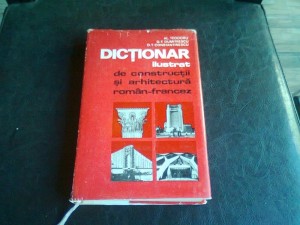 DICȚIONAR
ilustrat
de construcții
și arhitectură
român-francez